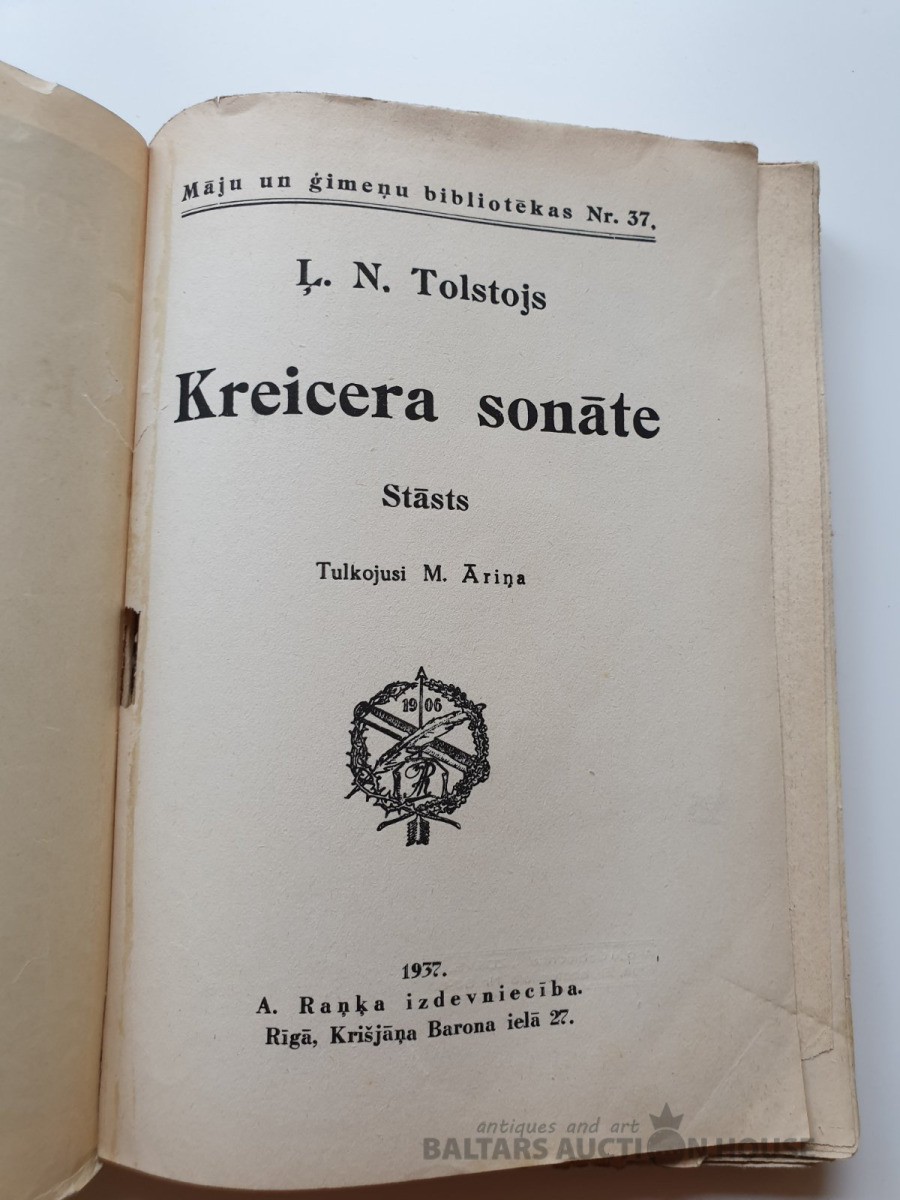 Māju un ģimeņu bibliotēkas Nr. 37.
Ļ. N. Tolstojs
Kreicera sonāte
Stāsts
Tulkojusi M. Āriņa
1906
1937.
A. Raņķa izdevniecība.
Rīgā, Krišjāņa Barona ielā 27.
antiques and art
BALTARS AUCTION HOUSE